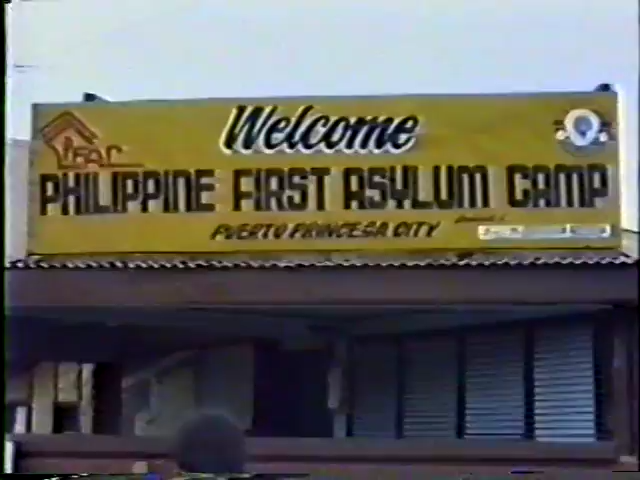 Welcome
PFAC
PHILIPPINE FIRST ASYLUM CAMP
PUERTO PRINCESA CITY